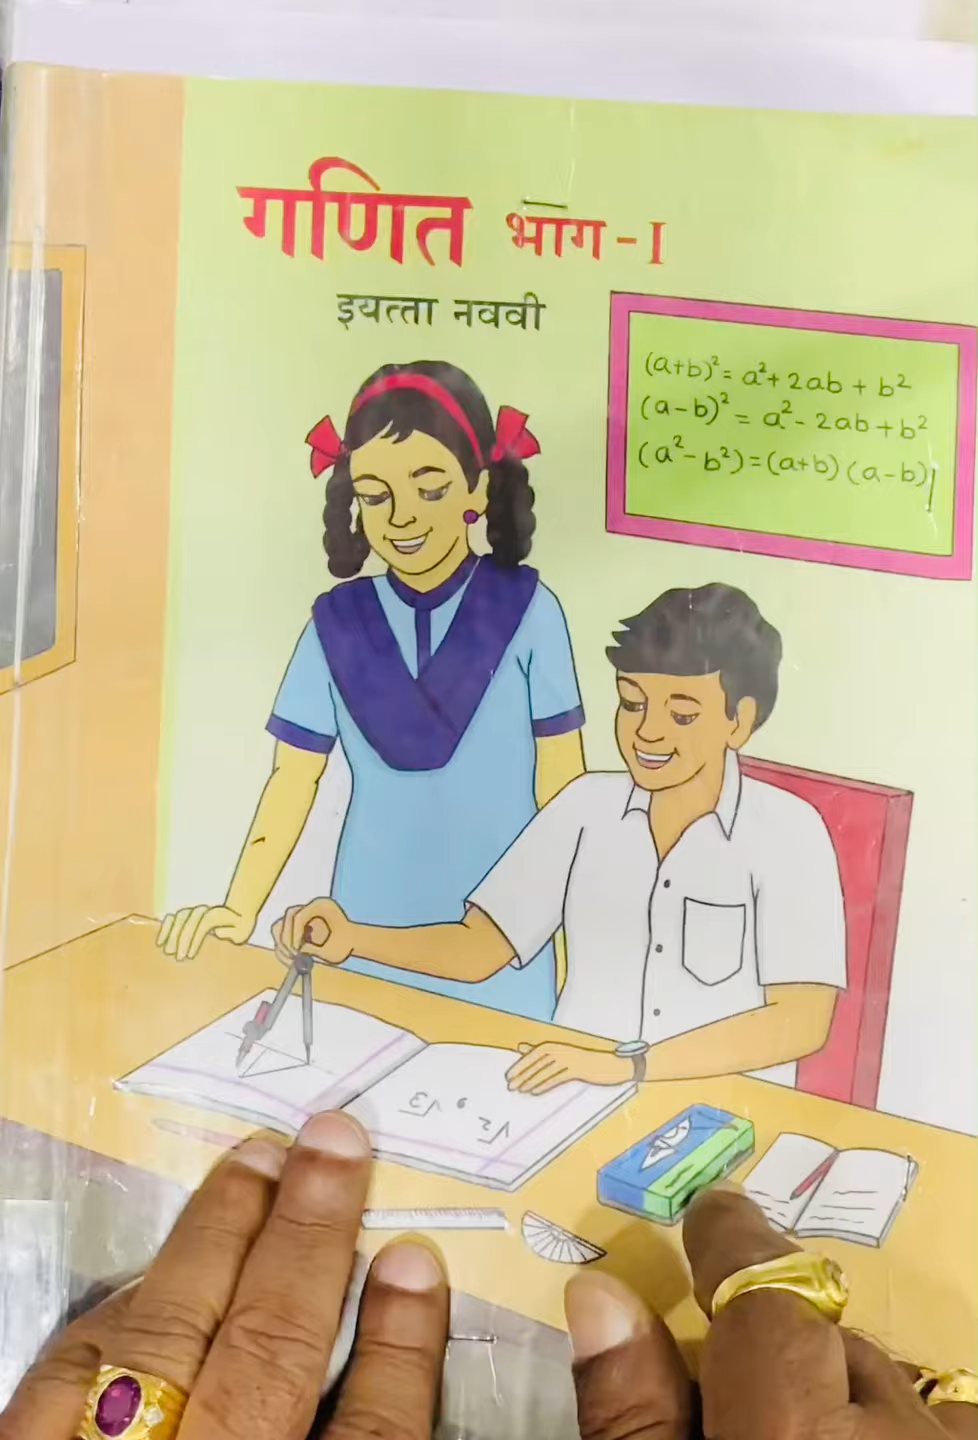 गणित भाग - I
इयत्ता नववी
(a+b)² = a² + 2ab + b²
(a-b)² = a² - 2ab + b²
(a² - b²) = (a+b) (a-b)
√2 , √3